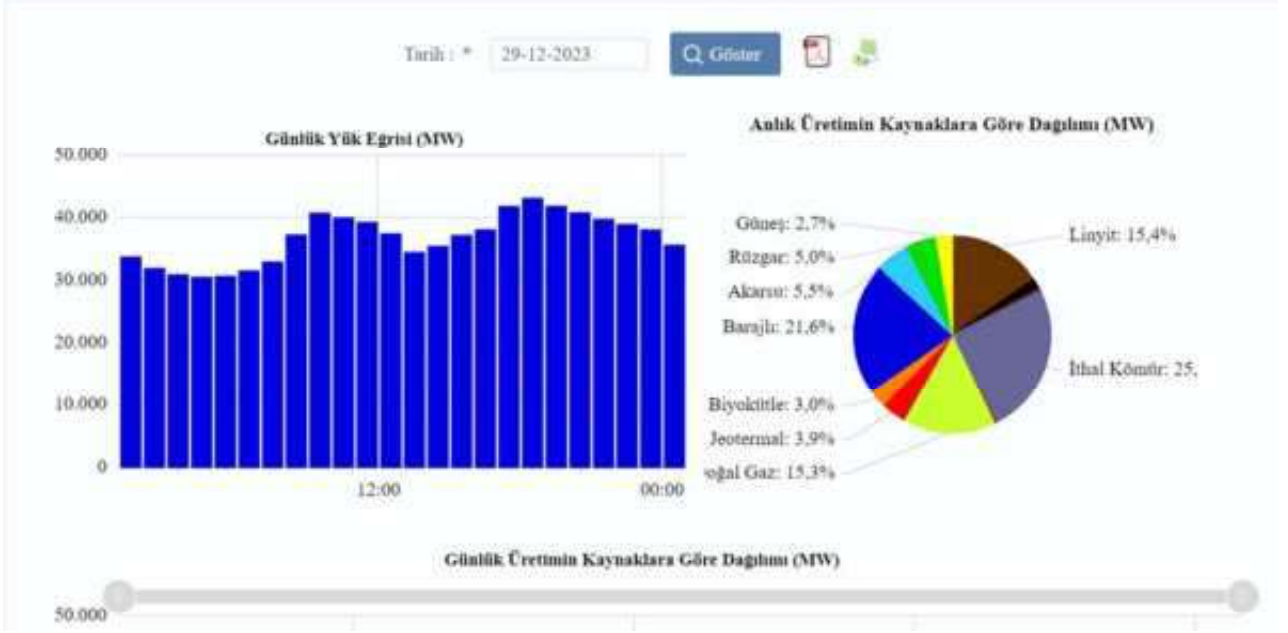 Tarih : * 29-12-2023 Göster
Günlük Yük Eğrisi (MW)
50.000
40.000
30.000
20.000
10.000
0
12:00 00:00
Anlık Üretimin Kaynaklara Göre Dağılımı (MW)
Güneş: 2,7%
Rüzgar: 5,0%
Akarsu: 5,5%
Barajlı: 21,6%
Biyokütle: 3,0%
Jeotermal: 3,9%
oğal Gaz: 15,3%
Linyit: 15,4%
İthal Kömür: 25,
Günlük Üretimin Kaynaklara Göre Dağılımı (MW)
50.000